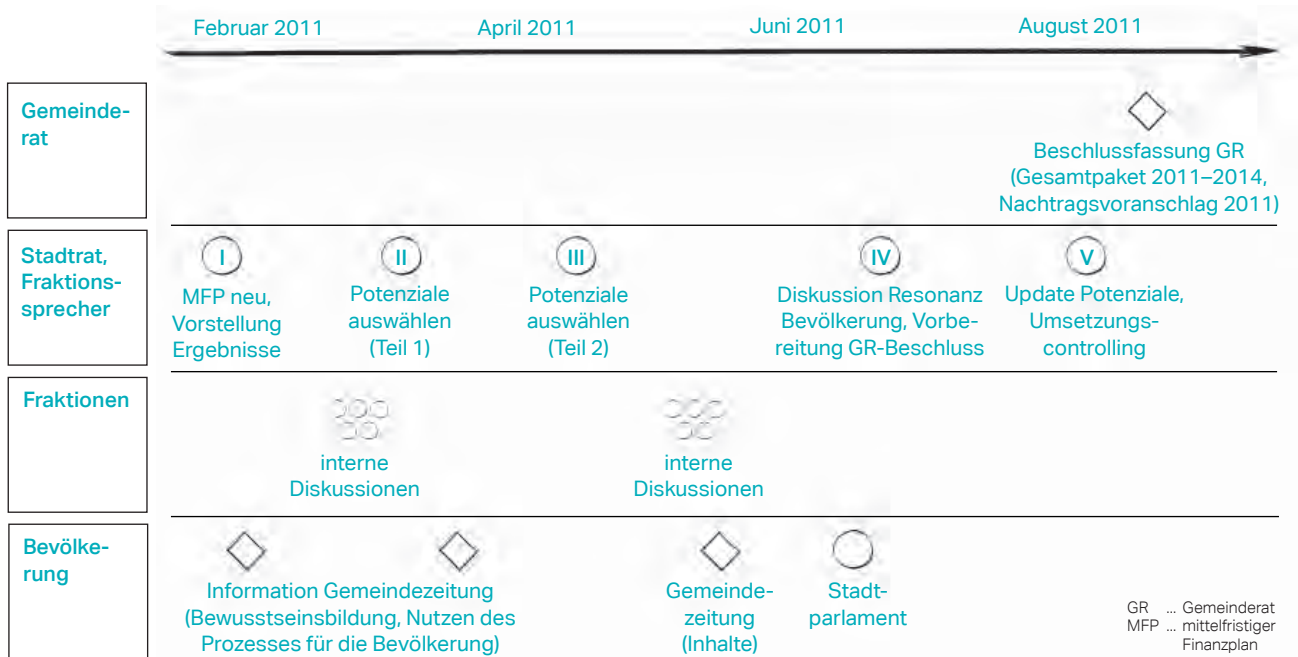 Februar 2011
April 2011
Juni 2011
August 2011
Gemeinde-
rat
Beschlussfassung GR
(Gesamtpaket 2011–2014,
Nachtragsvoranschlag 2011)
Stadtrat,
Fraktions-
sprecher
I
MFP neu,
Vorstellung
Ergebnisse
II
Potenziale
auswählen
(Teil 1)
III
Potenziale
auswählen
(Teil 2)
IV
Diskussion Resonanz
Bevölkerung, Vorbe-
reitung GR-Beschluss
V
Update Potenziale,
Umsetzungs-
controlling
Fraktionen
interne
Diskussionen
interne
Diskussionen
Bevölke-
rung
Information Gemeindezeitung
(Bewusstseinsbildung, Nutzen des
Prozesses für die Bevölkerung)
Gemeinde-
zeitung
(Inhalte)
Stadt-
parlament
GR ... Gemeinderat
MFP ... mittelfristiger
Finanzplan